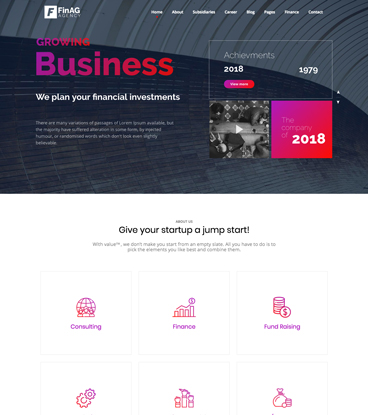 FinAG
AGENCY
Home About Subsidiaries Career Blog Pages Finance Contact
GROWING
Business
We plan your financial investments
There are many variations of passages of Lorem Ipsum available, but
the majority have suffered alteration in some form, by injected
humour, or randomised words which don't look even slightly
believable.
Achievments
2018 1979
View more
The
company
of
2018
ABOUT US
Give your startup a jump start!
With value™, we don't make you start from an empty slate. All you have to do is to
pick the elements you like best and combine them.
Consulting
Finance
Fund Raising